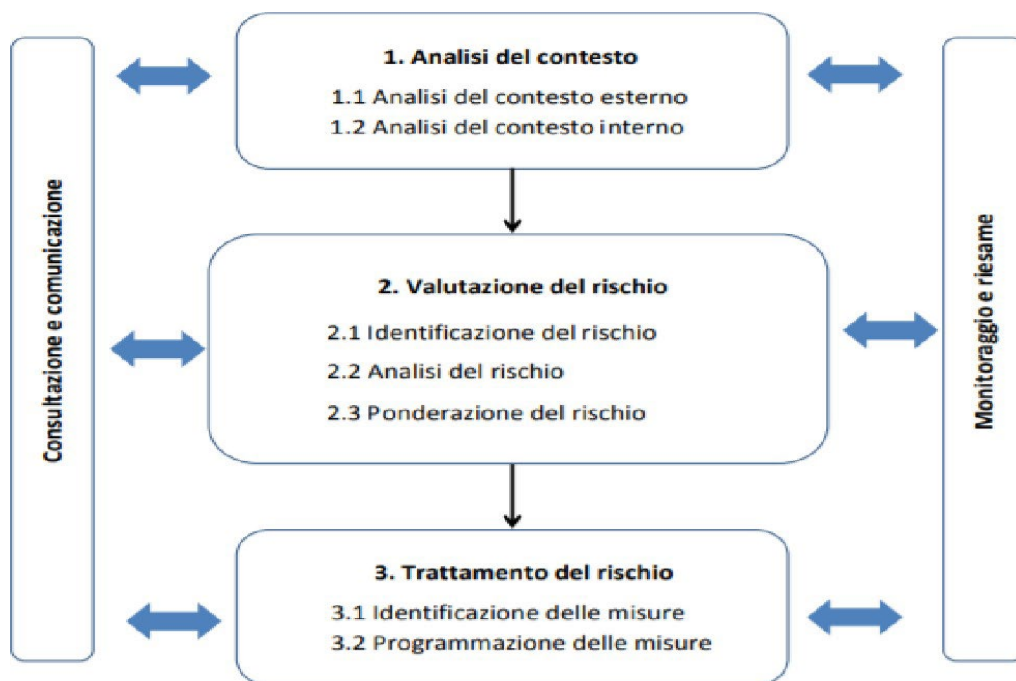 Consultazione e comunicazione
1. Analisi del contesto
1.1 Analisi del contesto esterno
1.2 Analisi del contesto interno
2. Valutazione del rischio
2.1 Identificazione del rischio
2.2 Analisi del rischio
2.3 Ponderazione del rischio
3. Trattamento del rischio
3.1 Identificazione delle misure
3.2 Programmazione delle misure
Monitoraggio e riesame